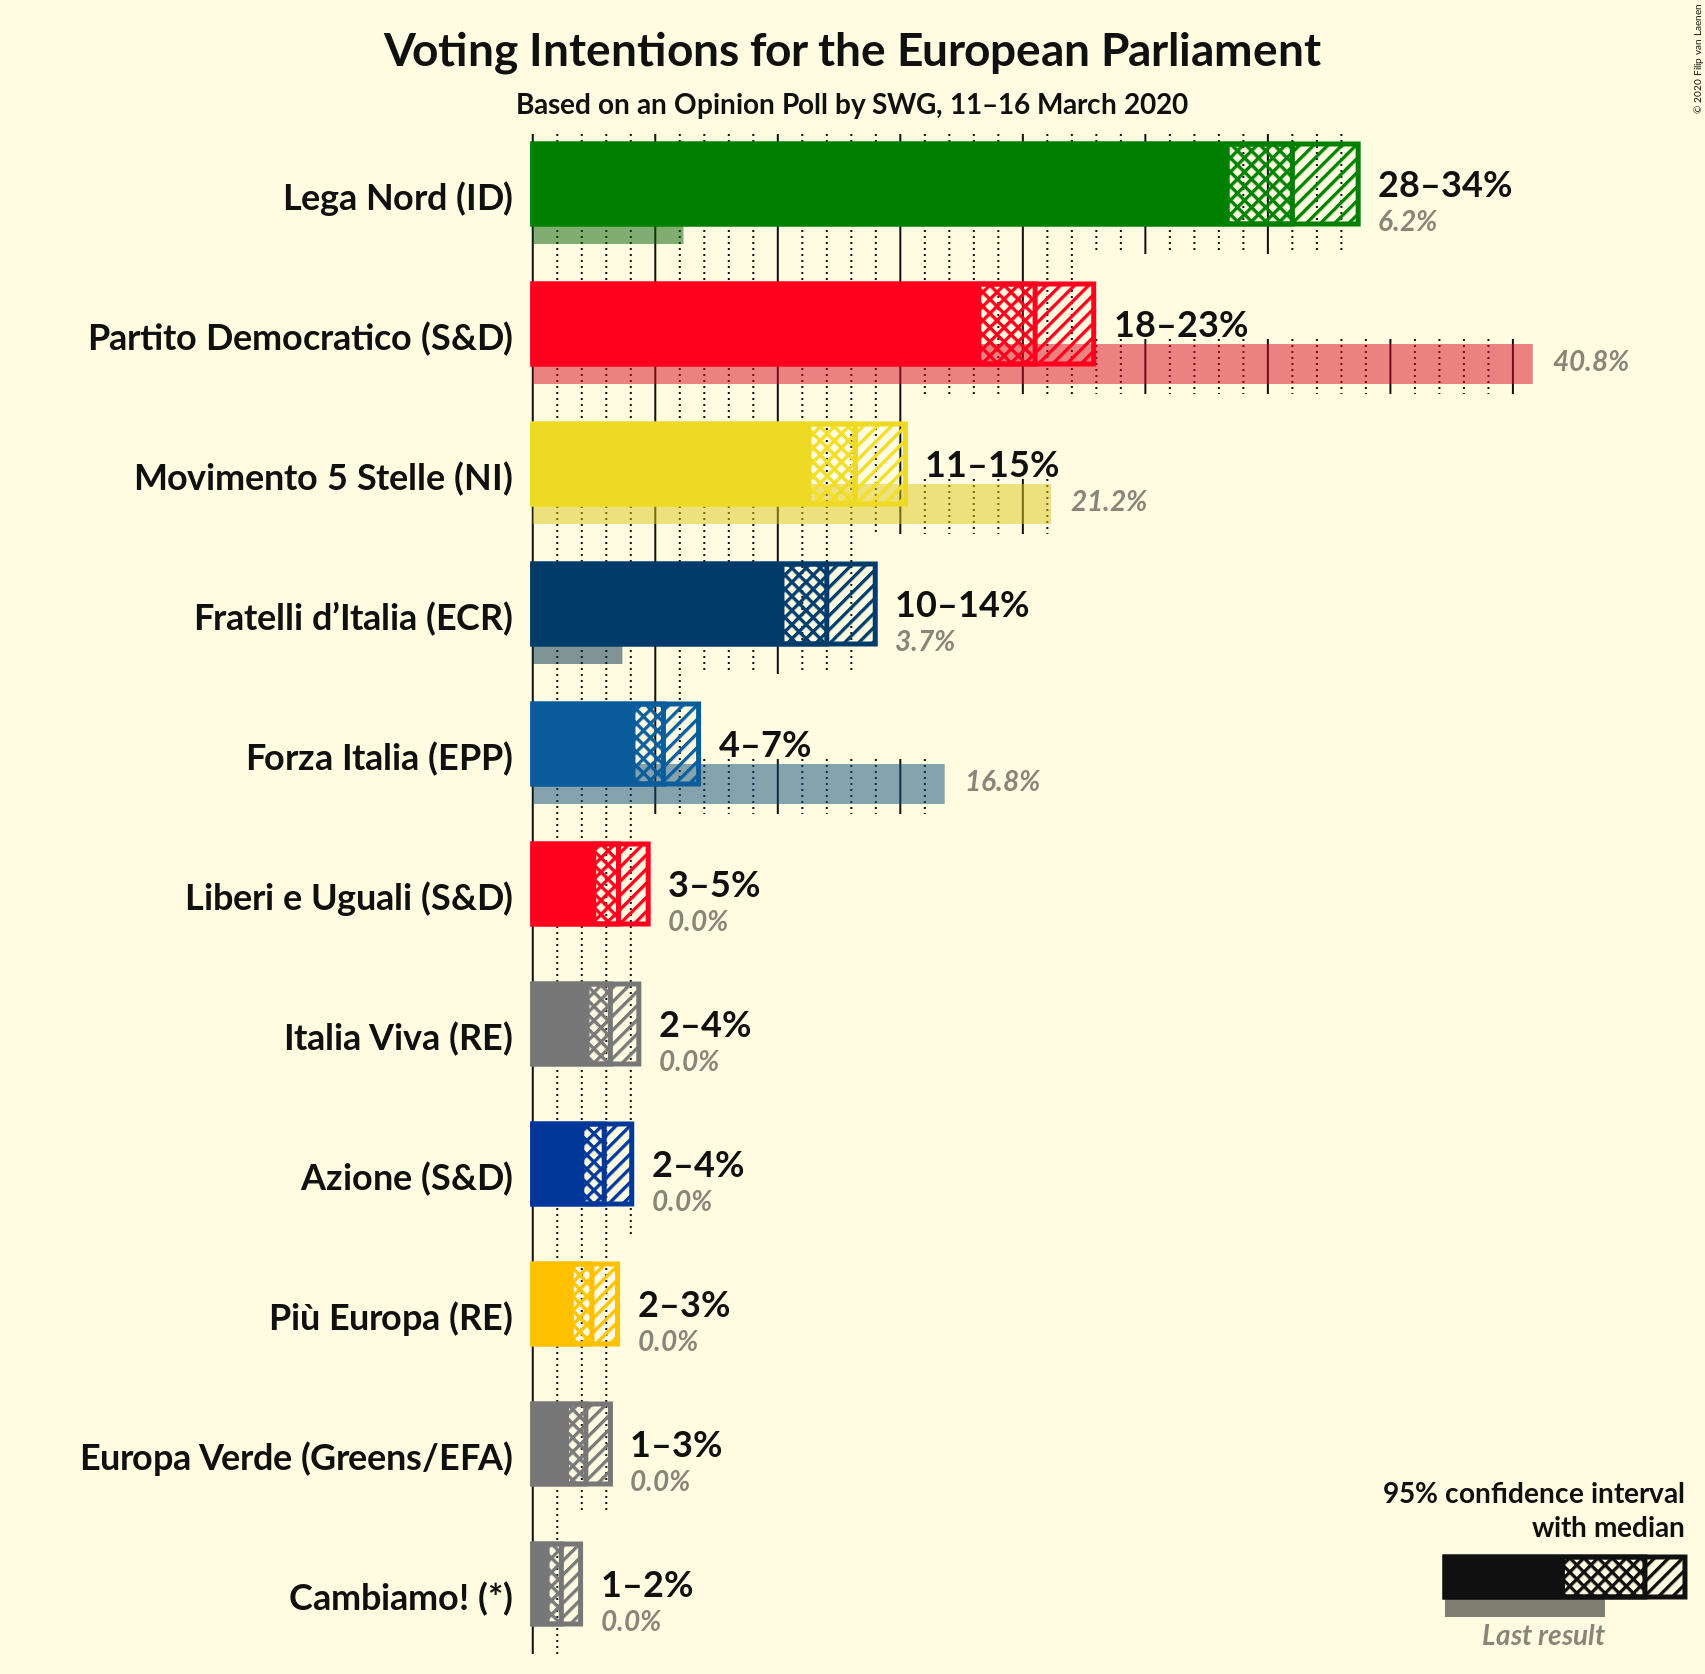 Voting Intentions for the European Parliament
Based on an Opinion Poll by SWG, 11–16 March 2020
© 2020 Filip van Laenen
Lega Nord (ID)
28–34%
6.2%
Partito Democratico (S&D)
18–23%
40.8%
Movimento 5 Stelle (NI)
11–15%
21.2%
Fratelli d’Italia (ECR)
10–14%
3.7%
Forza Italia (EPP)
4–7%
16.8%
Liberi e Uguali (S&D)
3–5%
0.0%
Italia Viva (RE)
2–4%
0.0%
Azione (S&D)
2–4%
0.0%
Più Europa (RE)
2–3%
0.0%
Europa Verde (Greens/EFA)
1–3%
0.0%
Cambiamo! (*)
1–2%
0.0%
95% confidence interval
with median
Last result